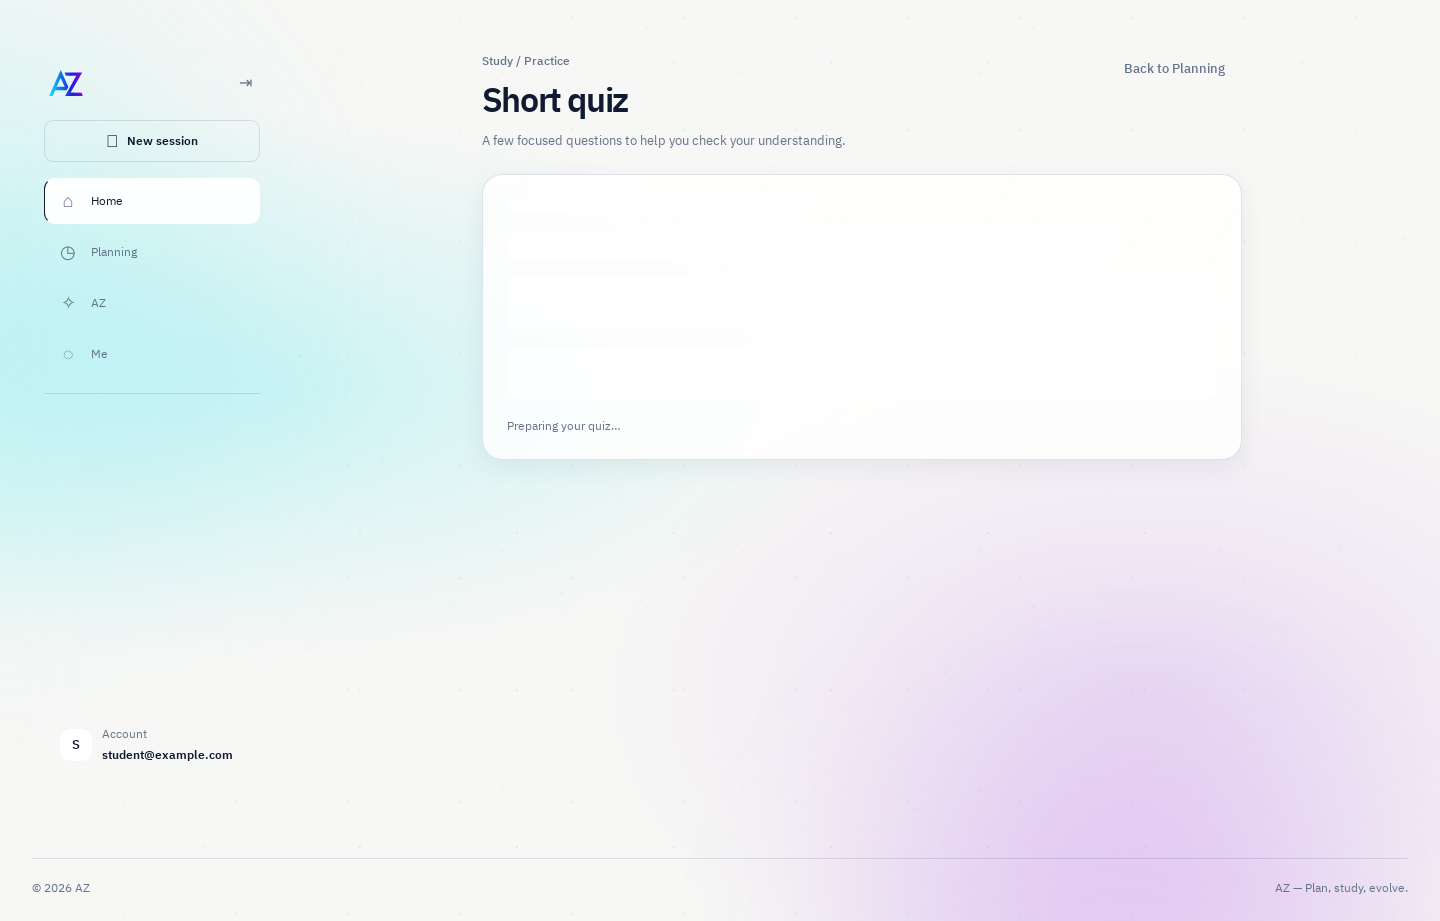 AZ
New session
Home
Planning
AZ
Me
Account
S
student@example.com
Study / Practice
Back to Planning
Short quiz
A few focused questions to help you check your understanding.
Preparing your quiz…
© 2026 AZ
AZ — Plan, study, evolve.